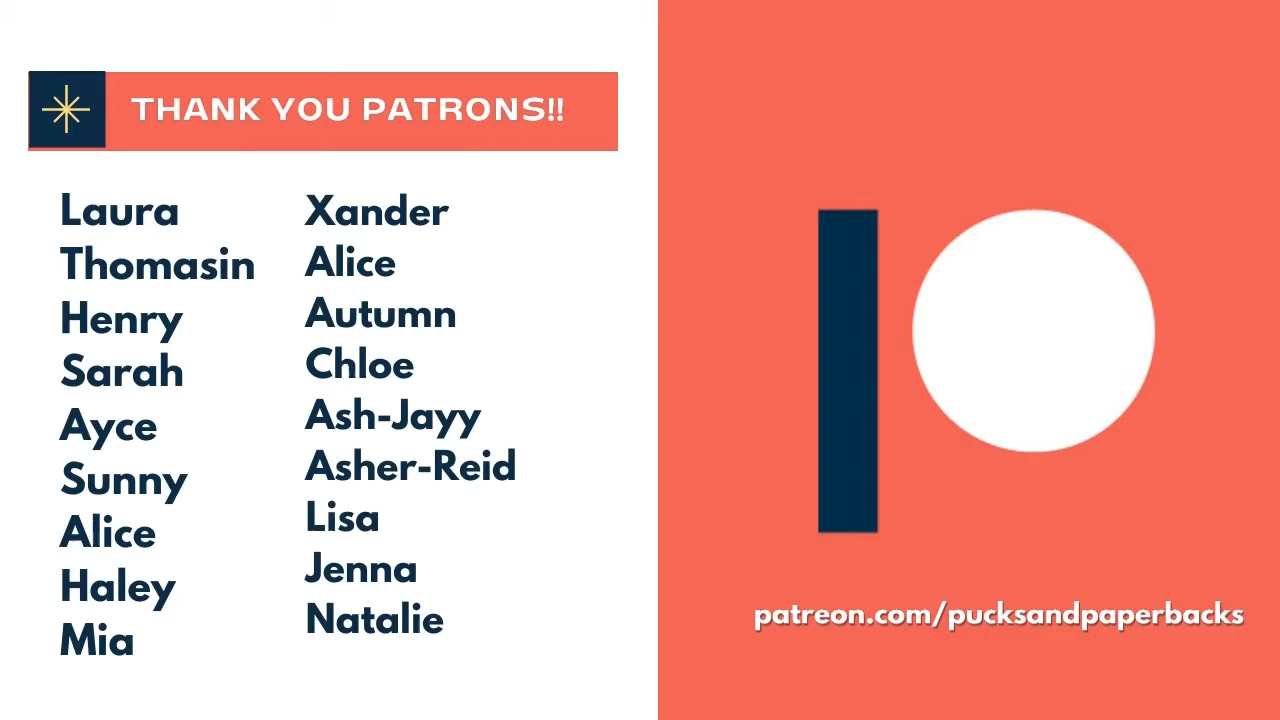 THANK YOU PATRONS!!
Laura
Thomasin
Henry
Sarah
Ayce
Sunny
Alice
Haley
Mia
Xander
Alice
Autumn
Chloe
Ash-Jayy
Asher-Reid
Lisa
Jenna
Natalie
patreon.com/pucksandpaperbacks